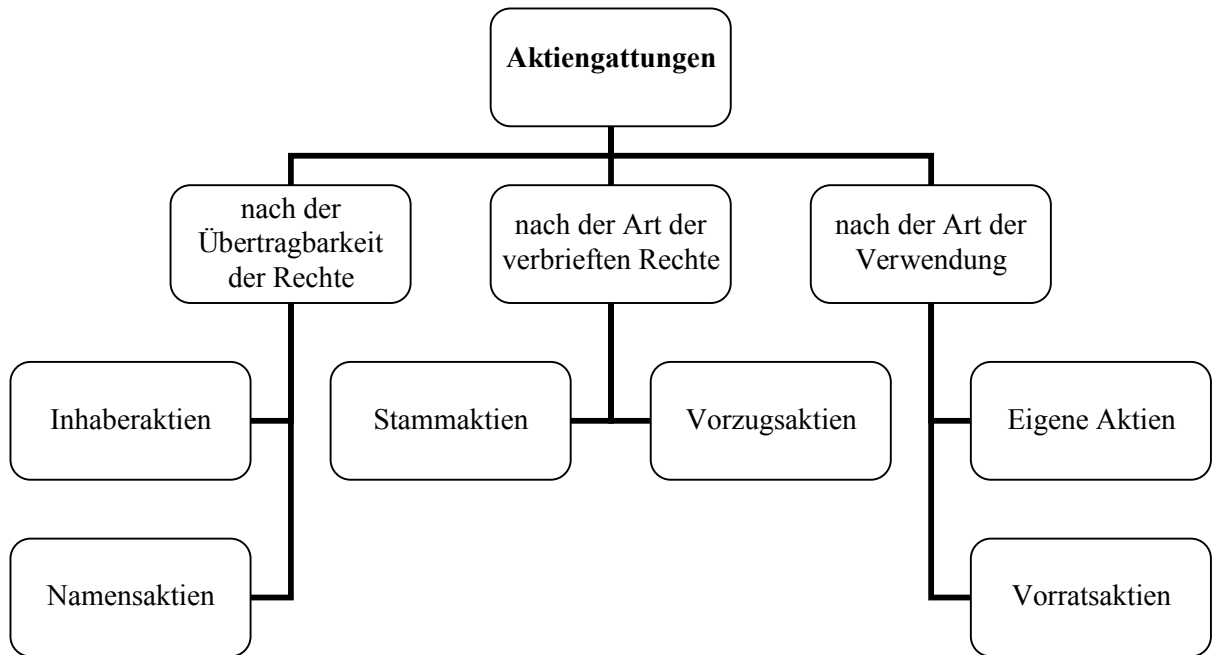 Aktiengattungen
nach der
Übertragbarkeit
der Rechte
nach der Art der
verbrieften Rechte
nach der Art der
Verwendung
Inhaberaktien
Stammaktien
Vorzugsaktien
Eigene Aktien
Namensaktien
Vorratsaktien